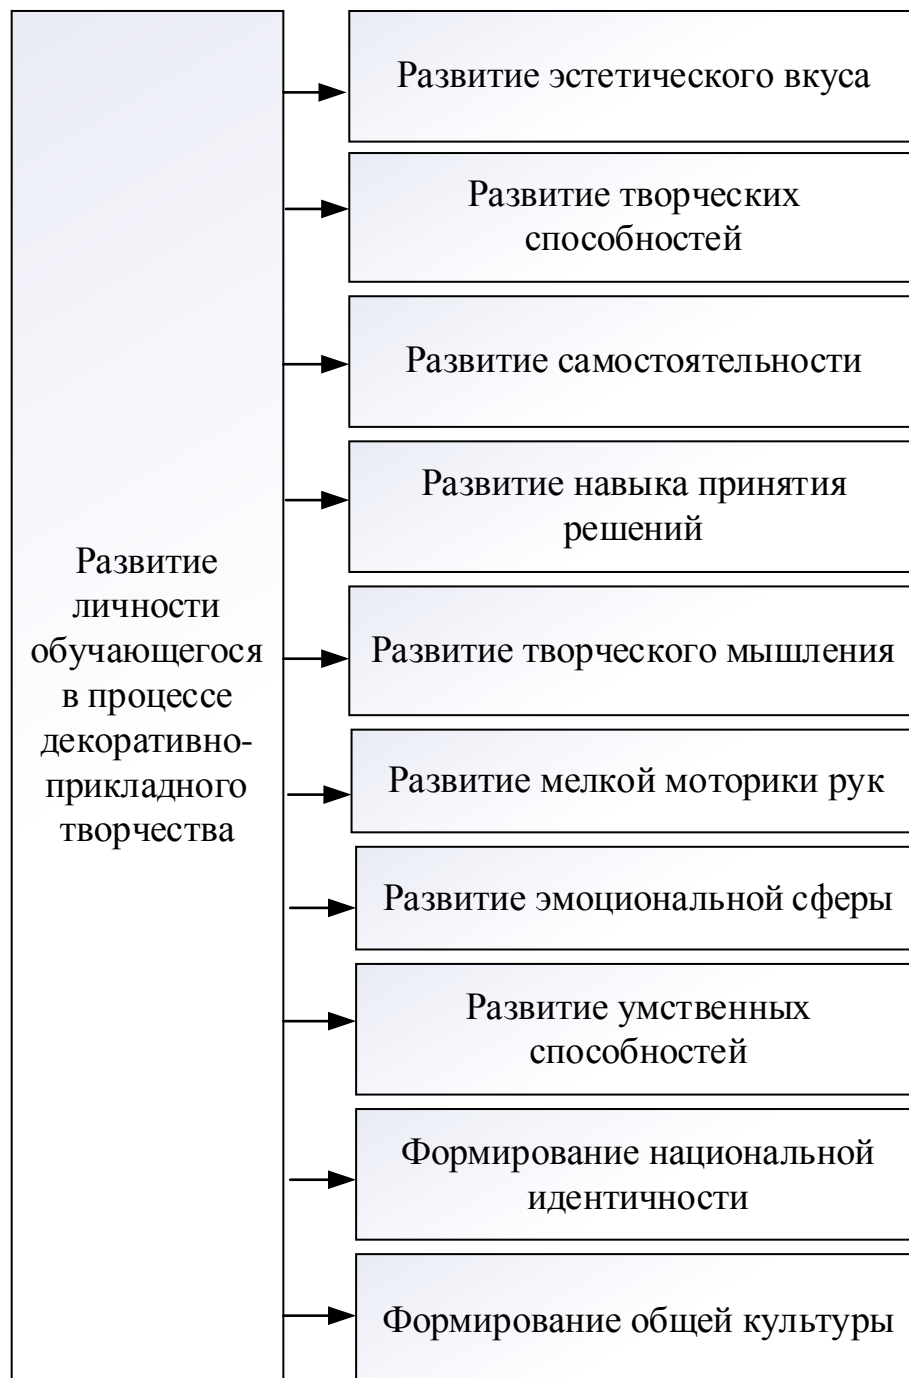 Развитие
личности
обучающегося
в процессе
декоративно-
прикладного
творчества
Развитие эстетического вкуса
Развитие творческих
способностей
Развитие самостоятельности
Развитие навыка принятия
решений
Развитие творческого мышления
Развитие мелкой моторики рук
Развитие эмоциональной сферы
Развитие умственных
способностей
Формирование национальной
идентичности
Формирование общей культуры